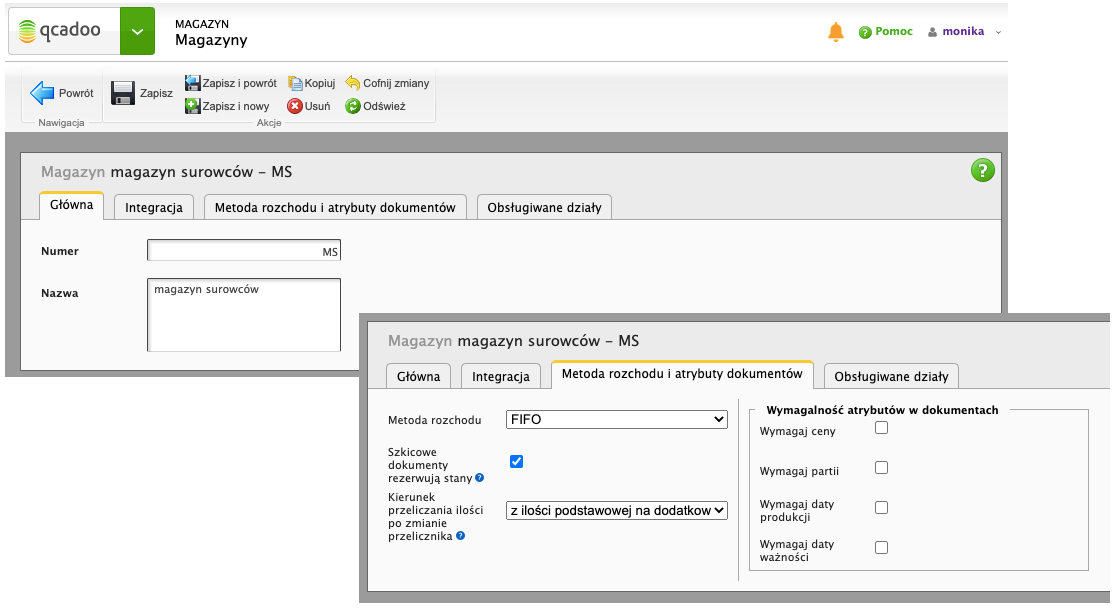 qcadoo
MAGAZYN
Magazyny
Pomoc
monika
Powrót
Nawigacja
Zapisz
Zapisz i powrót
Kopiuj
Cofnij zmiany
Zapisz i nowy
Usuń
Odśwież
Akcje
Magazyn magazyn surowców – MS
Główna
Integracja
Metoda rozchodu i atrybuty dokumentów
Obsługiwane działy
Numer
MS
Nazwa
magazyn surowców
Magazyn magazyn surowców – MS
Główna
Integracja
Metoda rozchodu i atrybuty dokumentów
Obsługiwane działy
Metoda rozchodu
FIFO
Szkicowe
dokumenty
rezerwują stany
Kierunek
przeliczania ilości
po zmianie
przelicznika
z ilości podstawowej na dodatkow
Wymagalność atrybutów w dokumentach
Wymagaj ceny
Wymagaj partii
Wymagaj daty
produkcji
Wymagaj daty
ważności